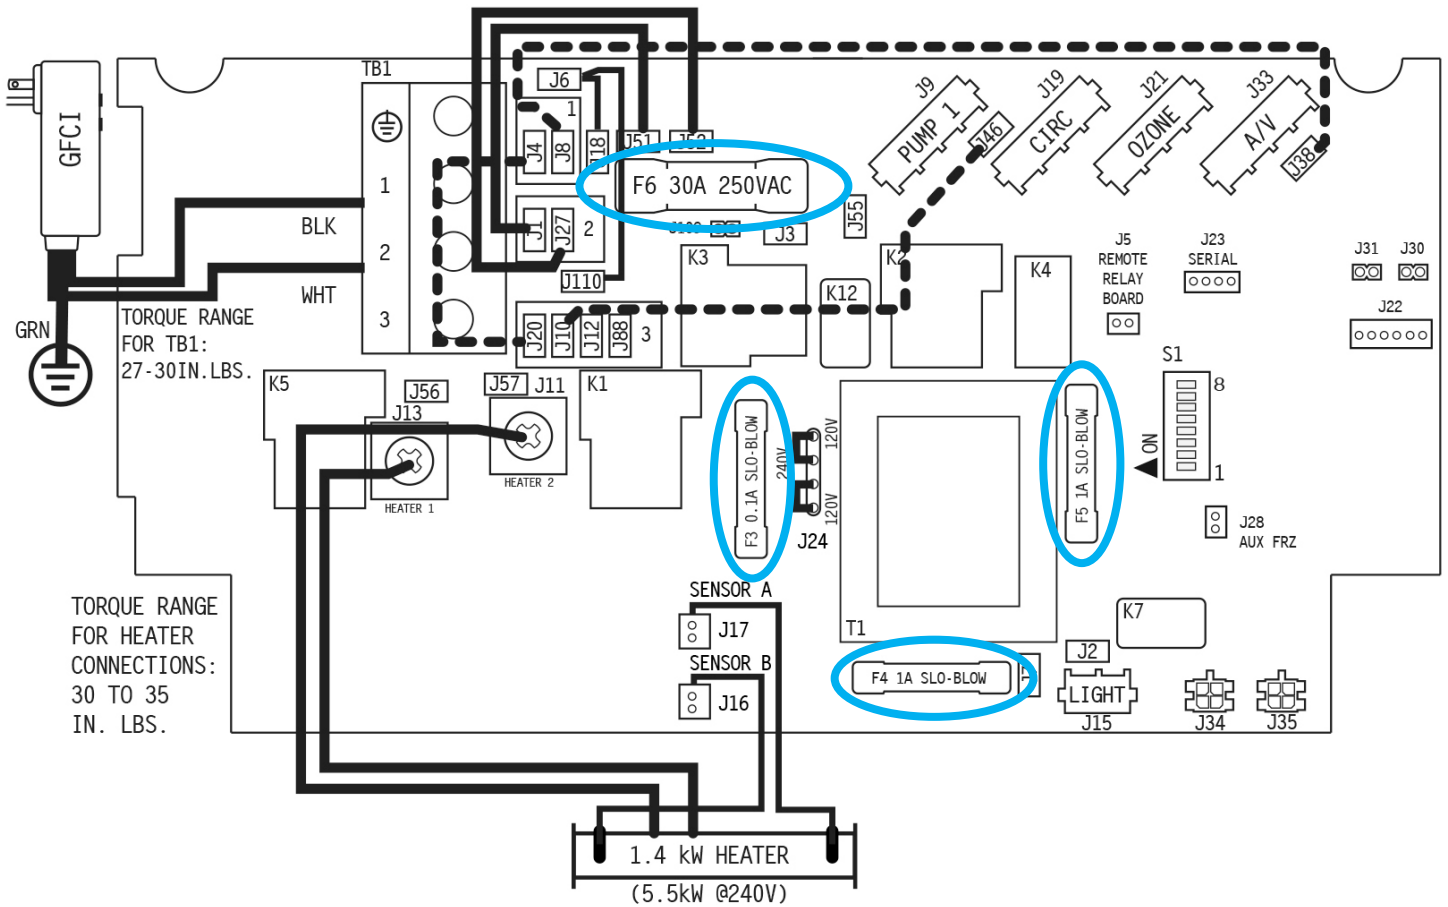 TB1
J6
1
GFCI
J4
J8
J18
J51
J52
J9
PUMP 1
J46
J19
CIRC
J21
OZONE
J33
A/V
J38
F6 30A 250VAC
1
BLK
J1
J27
2
J3
J55
2
K3
K2
K4
J5
REMOTE
RELAY
BOARD
J23
SERIAL
J31
J30
WHT
J110
K12
J22
3
GRN
TORQUE RANGE
FOR TB1:
27-30IN.LBS.
J20
J10
J12
J88
3
S1
8
ON
1
K5
J56
J57
J11
K1
J13
HEATER 2
HEATER 1
F3 0.1A SLO-BLOW
240V
120V
120V
J24
F5 1A SLO-BLOW
J28
AUX FRZ
SENSOR A
J17
SENSOR B
J16
T1
K7
J2
F4 1A SLO-BLOW
LIGHT
J15
J34
J35
TORQUE RANGE
FOR HEATER
CONNECTIONS:
30 TO 35
IN. LBS.
1.4 kW HEATER
(5.5kW @240V)